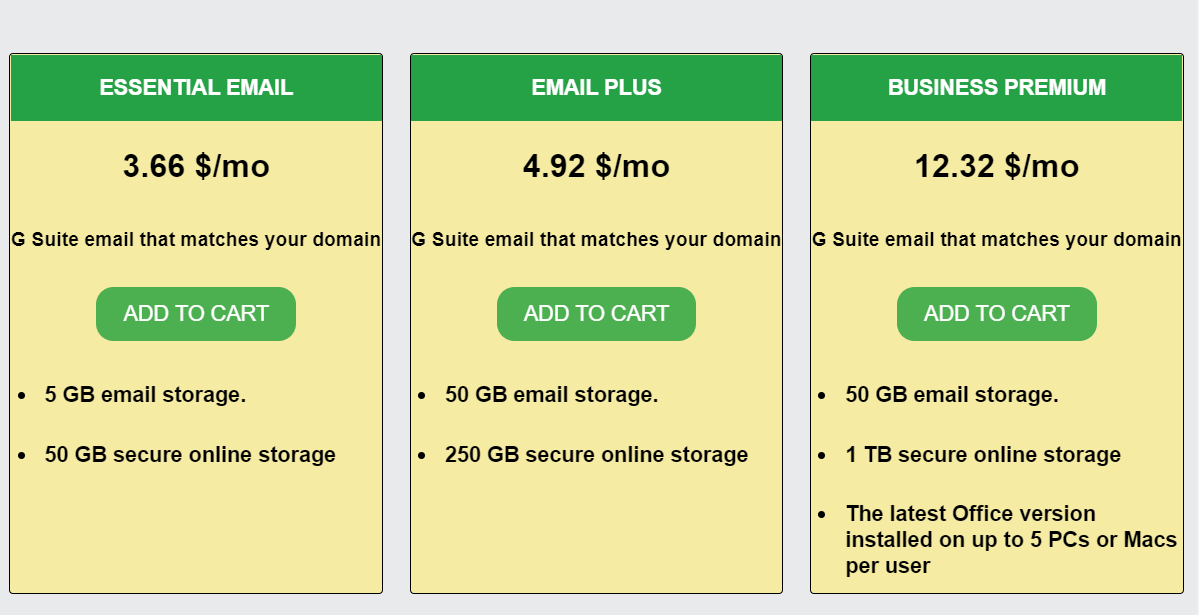 ESSENTIAL EMAIL
3.66 $/mo
G Suite email that matches your domain
ADD TO CART
• 5 GB email storage.
• 50 GB secure online storage
EMAIL PLUS
4.92 $/mo
G Suite email that matches your domain
ADD TO CART
• 50 GB email storage.
• 250 GB secure online storage
BUSINESS PREMIUM
12.32 $/mo
G Suite email that matches your domain
ADD TO CART
• 50 GB email storage.
• 1 TB secure online storage
• The latest Office version
installed on up to 5 PCs or Macs
per user